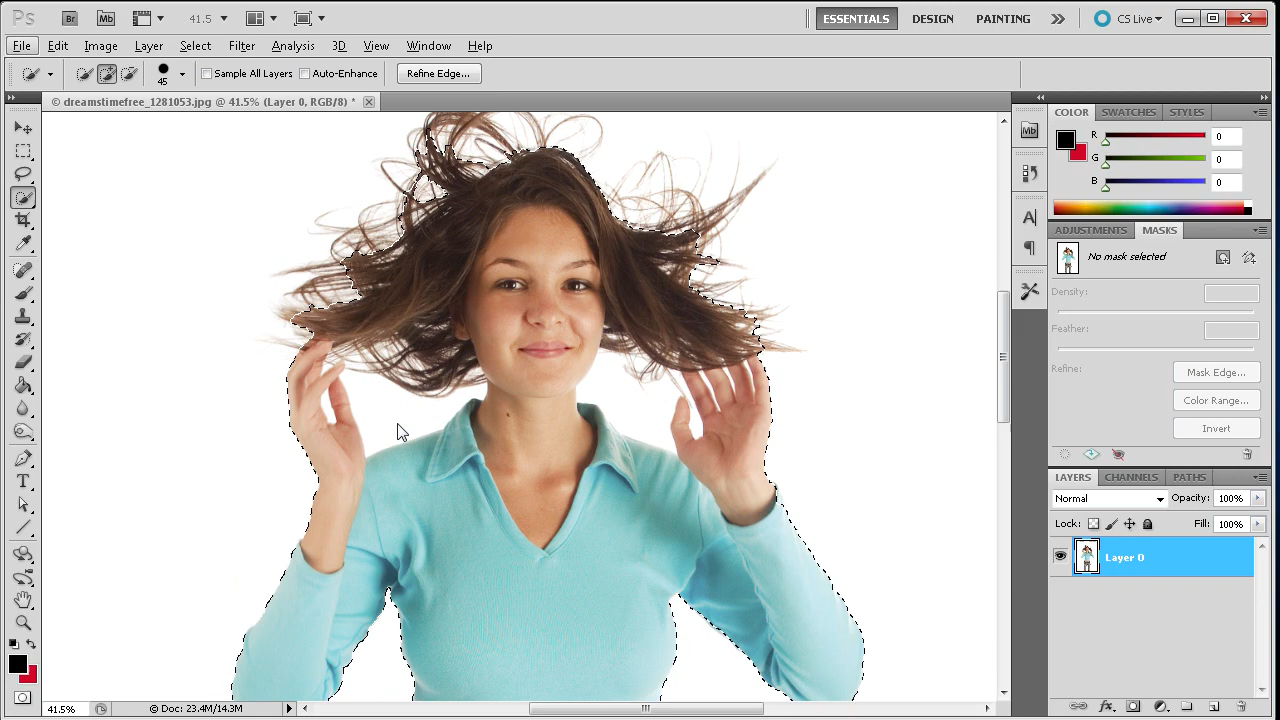 Ps Br Mb 41.5 ESSENTIALS DESIGN PAINTING CS Live
File Edit Image Layer Select Filter Analysis 3D View Window Help
45 Sample All Layers Auto-Enhance Refine Edge...
© dreamstimefree_1281053.jpg @ 41.5% (Layer 0, RGB/8) *
COLOR SWATCHES STYLES
Mb
R 0
G 0
B 0
A
ADJUSTMENTS MASKS
No mask selected
Density:
Feather:
Refine: Mask Edge...
Color Range...
Invert
LAYERS CHANNELS PATHS
Normal Opacity: 100%
Lock: Fill: 100%
Layer 0
41.5% © Doc: 23.4M/14.3M
fx